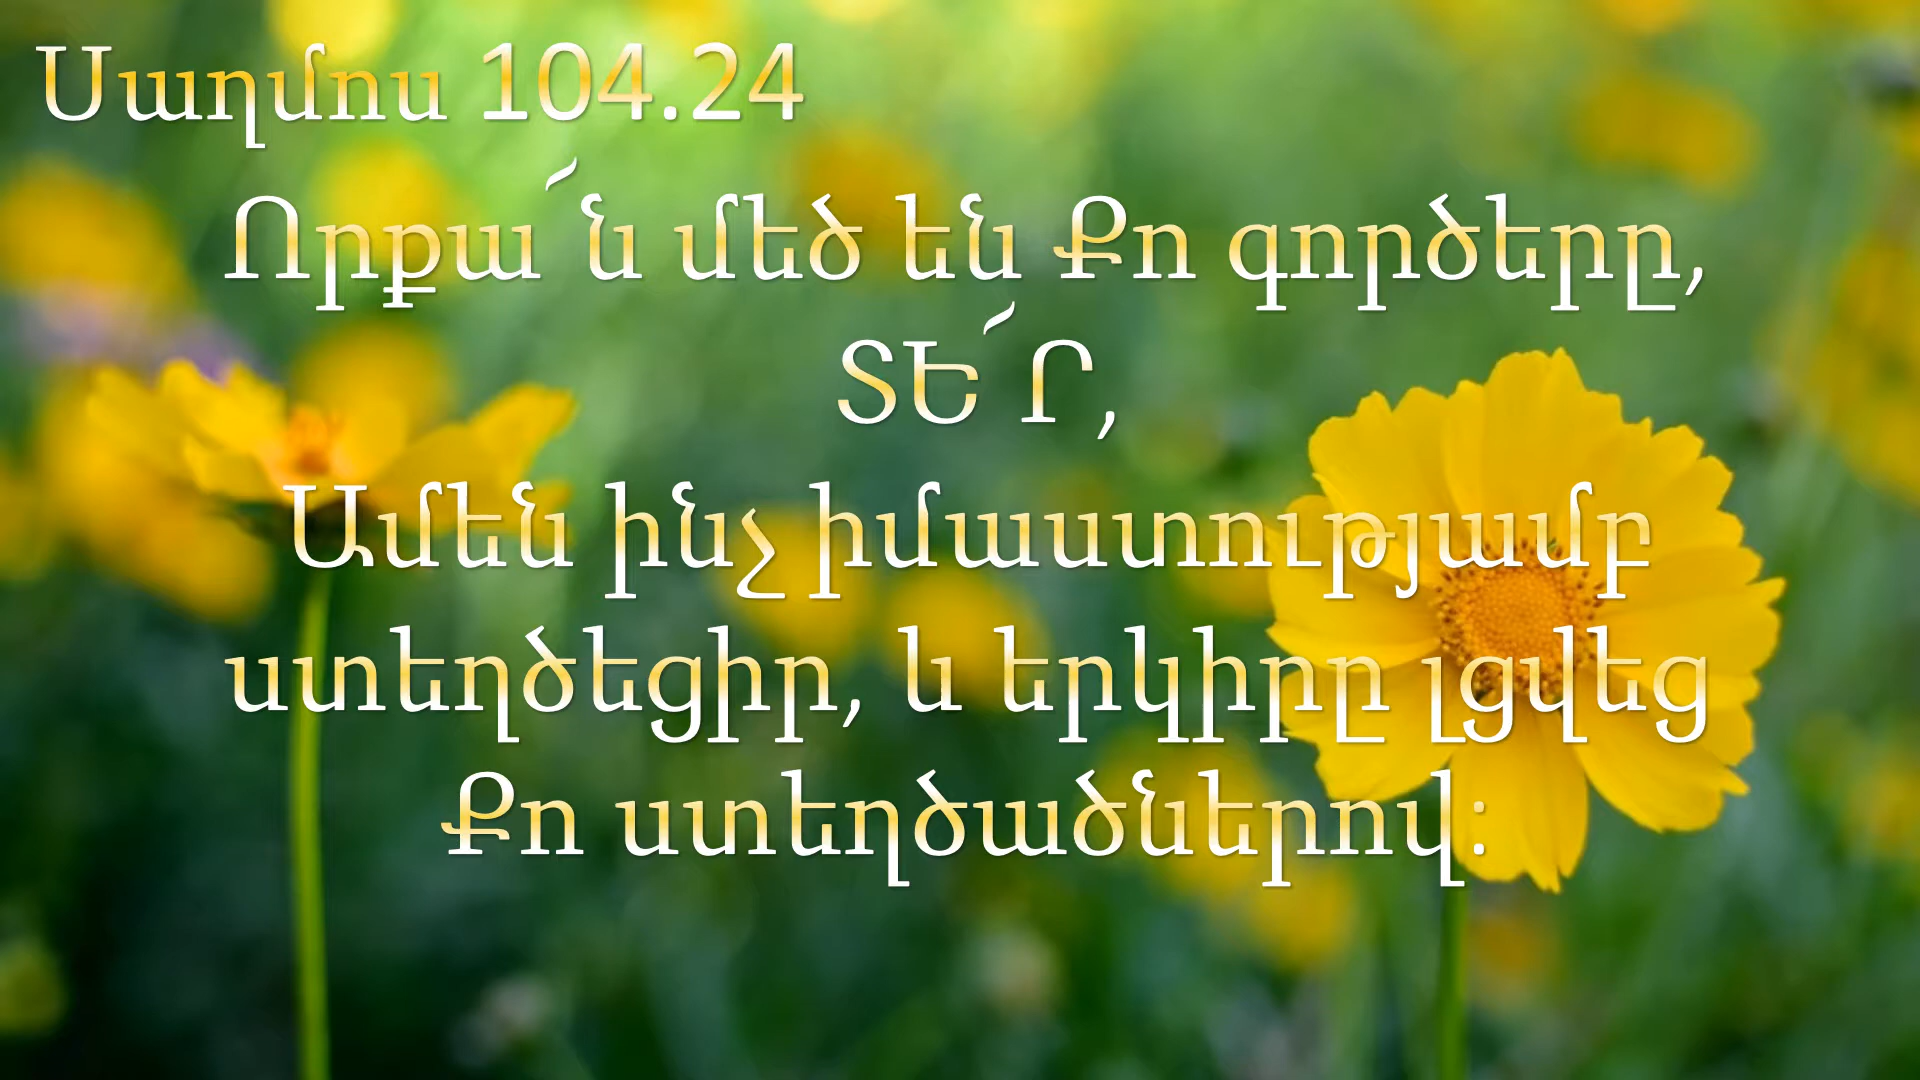 Սաղմոս 104.24
Որքա՜ն մեծ են Քո գործերը,
ՏԵ՜Ր,
Ամեն ինչ իմաստությամբ
ստեղծեցիր, և երկիրը լցվեց
Քո ստեղծածներով։